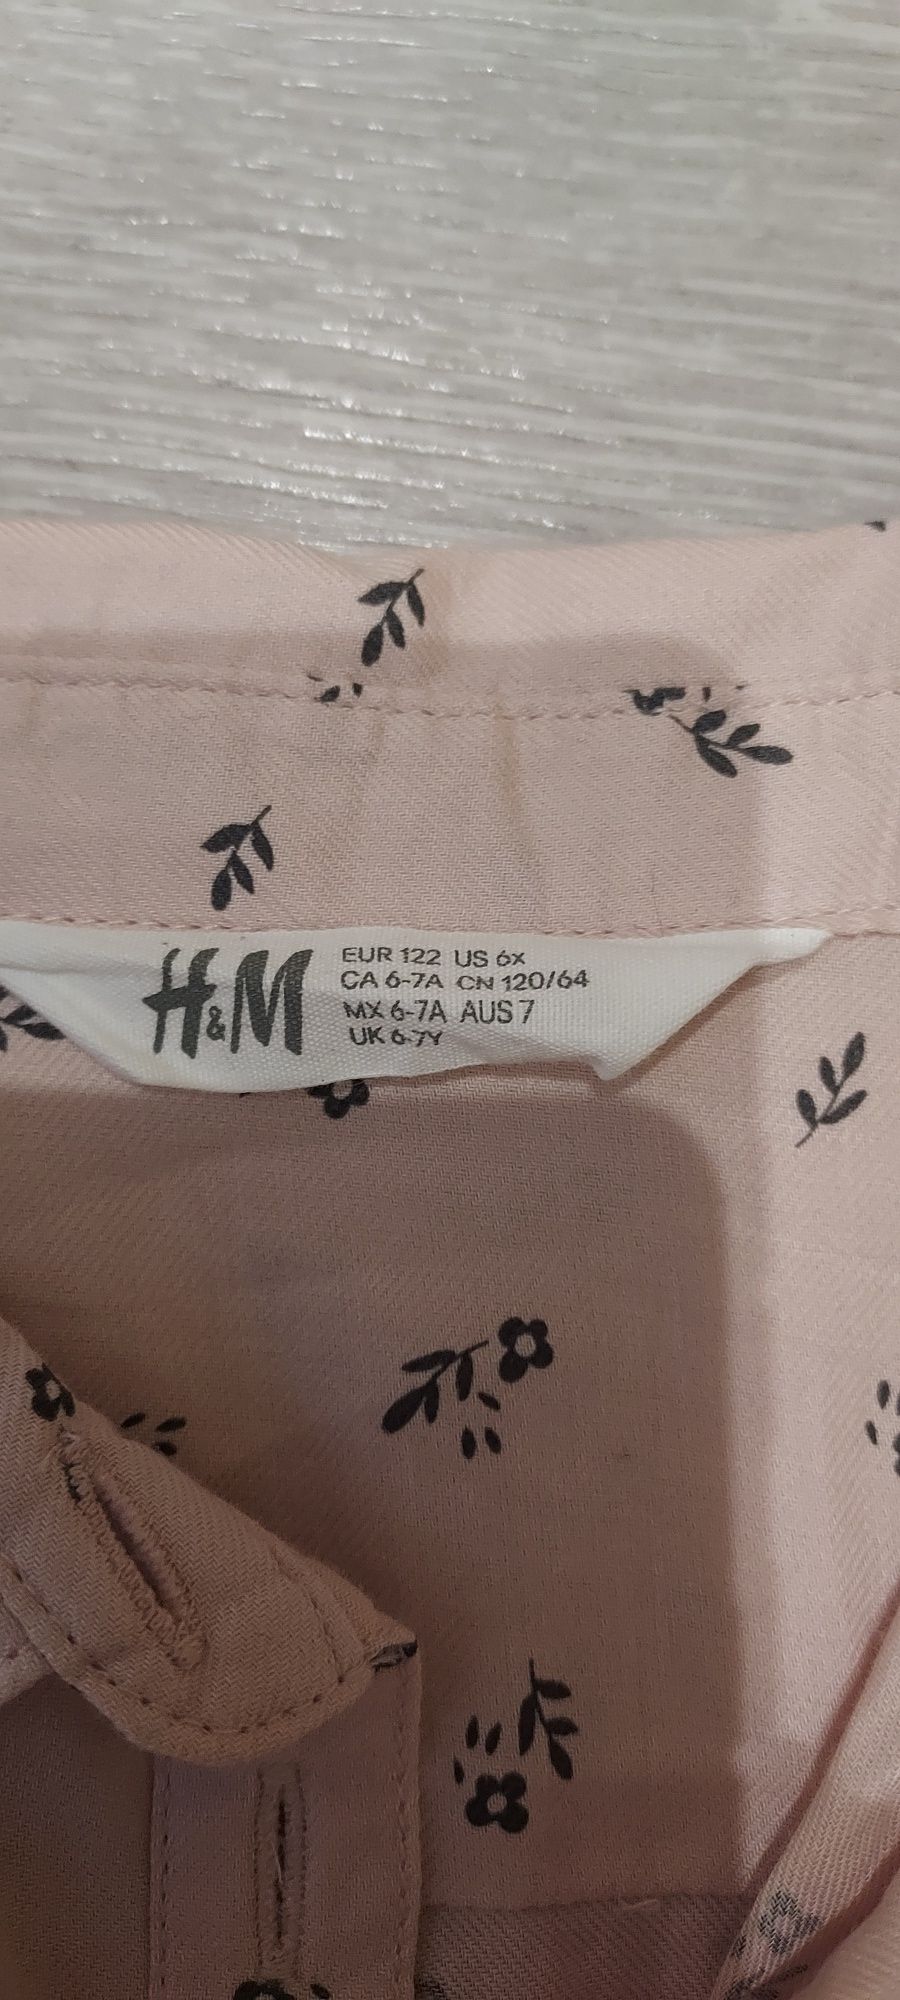 H&M
EUR 122 US 6X
CA 6-7A CN 120/64
MX 6-7A AUS 7
UK 6-7Y